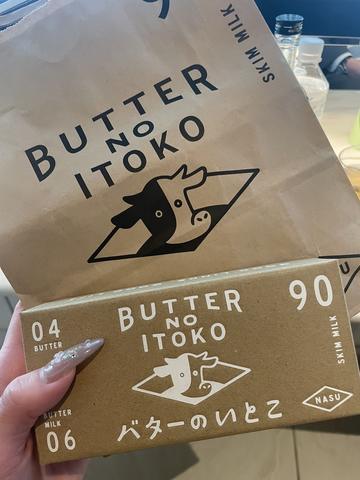 90
SKIM MILK
BUTTER
NO
ITOKO
04
BUTTER
BUTTER
NO
ITOKO
90
SKIM MILK
BUTTER
MILK
06
バターのいとこ
NASU